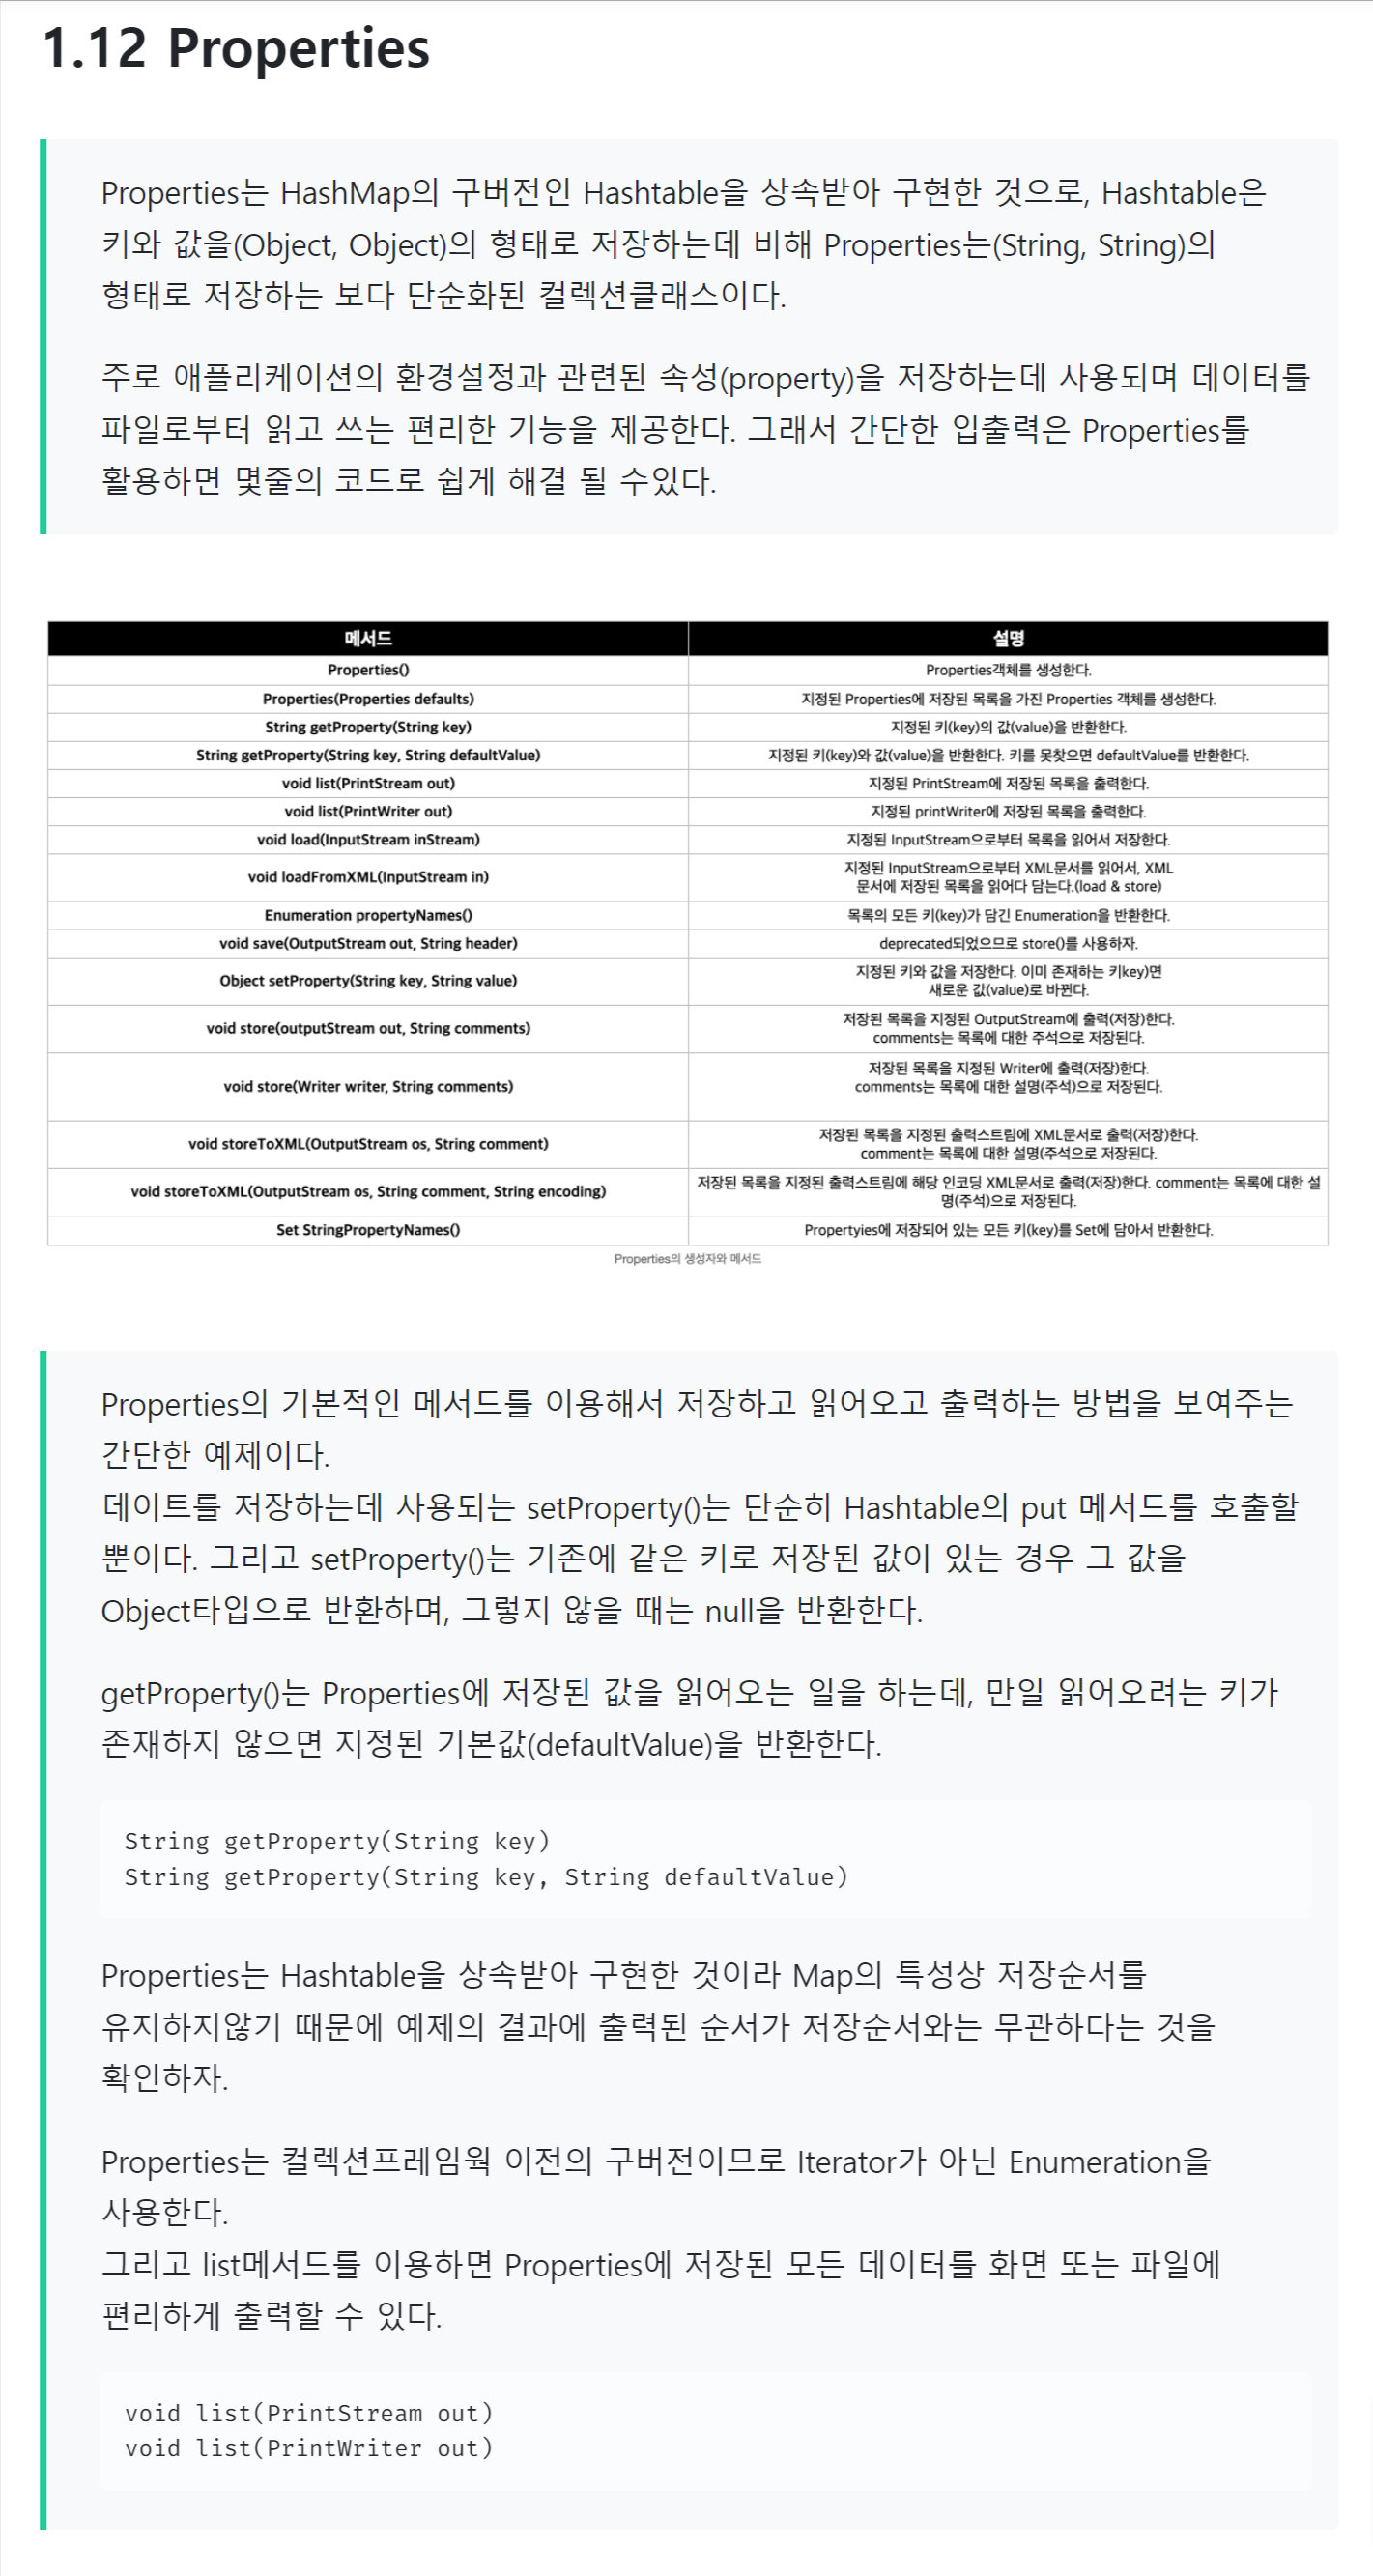 1.12 Properties
Properties는 HashMap의 구버전인 Hashtable을 상속받아 구현한 것으로, Hashtable은
키와 값을(Object, Object)의 형태로 저장하는데 비해 Properties는(String, String)의
형태로 저장하는 보다 단순화된 컬렉션클래스이다.
주로 애플리케이션의 환경설정과 관련된 속성(property)을 저장하는데 사용되며 데이터를
파일로부터 읽고 쓰는 편리한 기능을 제공한다. 그래서 간단한 입출력은 Properties를
활용하면 몇줄의 코드로 쉽게 해결 될 수있다.
메서드 설명
Properties() Properties객체를 생성한다.
Properties(Properties defaults) 지정된 Properties에 저장된 목록을 가진 Properties 객체를 생성한다.
String getProperty(String key) 지정된 키(key)의 값(value)을 반환한다.
String getProperty(String key, String defaultValue) 지정된 키(key)와 값(value)을 반환한다. 키를 못찾으면 defaultValue를 반환한다.
void list(PrintStream out) 지정된 PrintStream에 저장된 목록을 출력한다.
void list(PrintWriter out) 지정된 printWriter에 저장된 목록을 출력한다.
void load(InputStream inStream) 지정된 InputStream으로부터 목록을 읽어서 저장한다.
void loadFromXML(InputStream in) 지정된 InputStream으로부터 XML문서를 읽어서, XML
문서에 저장된 목록을 읽어다 담는다.(load & store)
Enumeration propertyNames() 목록의 모든 키(key)가 담긴 Enumeration을 반환한다.
void save(OutputStream out, String header) deprecated되었으므로 store()를 사용하자.
Object setProperty(String key, String value) 지정된 키와 값을 저장한다. 이미 존재하는 키key)면
새로운 값(value)로 바뀐다.
void store(outputStream out, String comments) 저장된 목록을 지정된 OutputStream에 출력(저장)한다.
comments는 목록에 대한 주석으로 저장된다.
void store(Writer writer, String comments) 저장된 목록을 지정된 Writer에 출력(저장)한다.
comments는 목록에 대한 설명(주석)으로 저장된다.
void storeToXML(OutputStream os, String comment) 저장된 목록을 지정된 출력스트림에 XML문서로 출력(저장)한다.
comment는 목록에 대한 설명(주석으로 저장된다.
void storeToXML(OutputStream os, String comment, String encoding) 저장된 목록을 지정된 출력스트림에 해당 인코딩 XML문서로 출력(저장)한다. comment는 목록에 대한 설
명(주석)으로 저장된다.
Set StringPropertyNames() Propertyies에 저장되어 있는 모든 키(key)를 Set에 담아서 반환한다.
Properties의 생성자와 메서드
Properties의 기본적인 메서드를 이용해서 저장하고 읽어오고 출력하는 방법을 보여주는
간단한 예제이다.
데이트를 저장하는데 사용되는 setProperty()는 단순히 Hashtable의 put 메서드를 호출할
뿐이다. 그리고 setProperty()는 기존에 같은 키로 저장된 값이 있는 경우 그 값을
Object타입으로 반환하며, 그렇지 않을 때는 null을 반환한다.
getProperty()는 Properties에 저장된 값을 읽어오는 일을 하는데, 만일 읽어오려는 키가
존재하지 않으면 지정된 기본값(defaultValue)을 반환한다.
String getProperty(String key)
String getProperty(String key, String defaultValue)
Properties는 Hashtable을 상속받아 구현한 것이라 Map의 특성상 저장순서를
유지하지않기 때문에 예제의 결과에 출력된 순서가 저장순서와는 무관하다는 것을
확인하자.
Properties는 컬렉션프레임웍 이전의 구버전이므로 Iterator가 아닌 Enumeration을
사용한다.
그리고 list메서드를 이용하면 Properties에 저장된 모든 데이터를 화면 또는 파일에
편리하게 출력할 수 있다.
void list(PrintStream out)
void list(PrintWriter out)